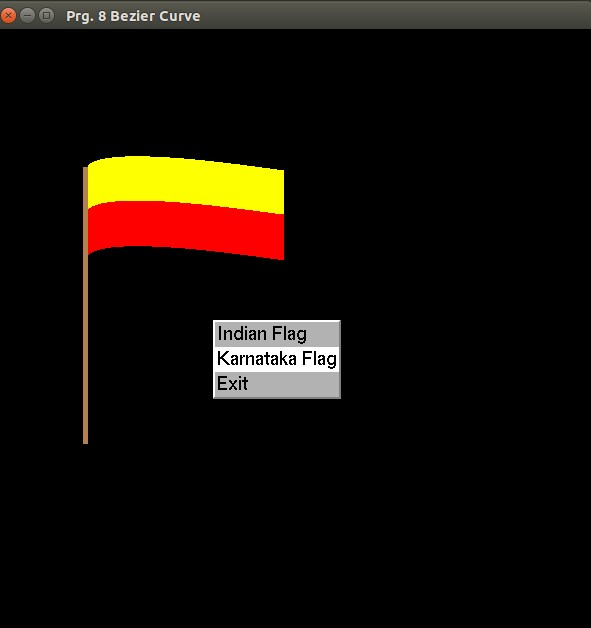 Prg. 8 Bezier Curve
Indian Flag
Karnataka Flag
Exit